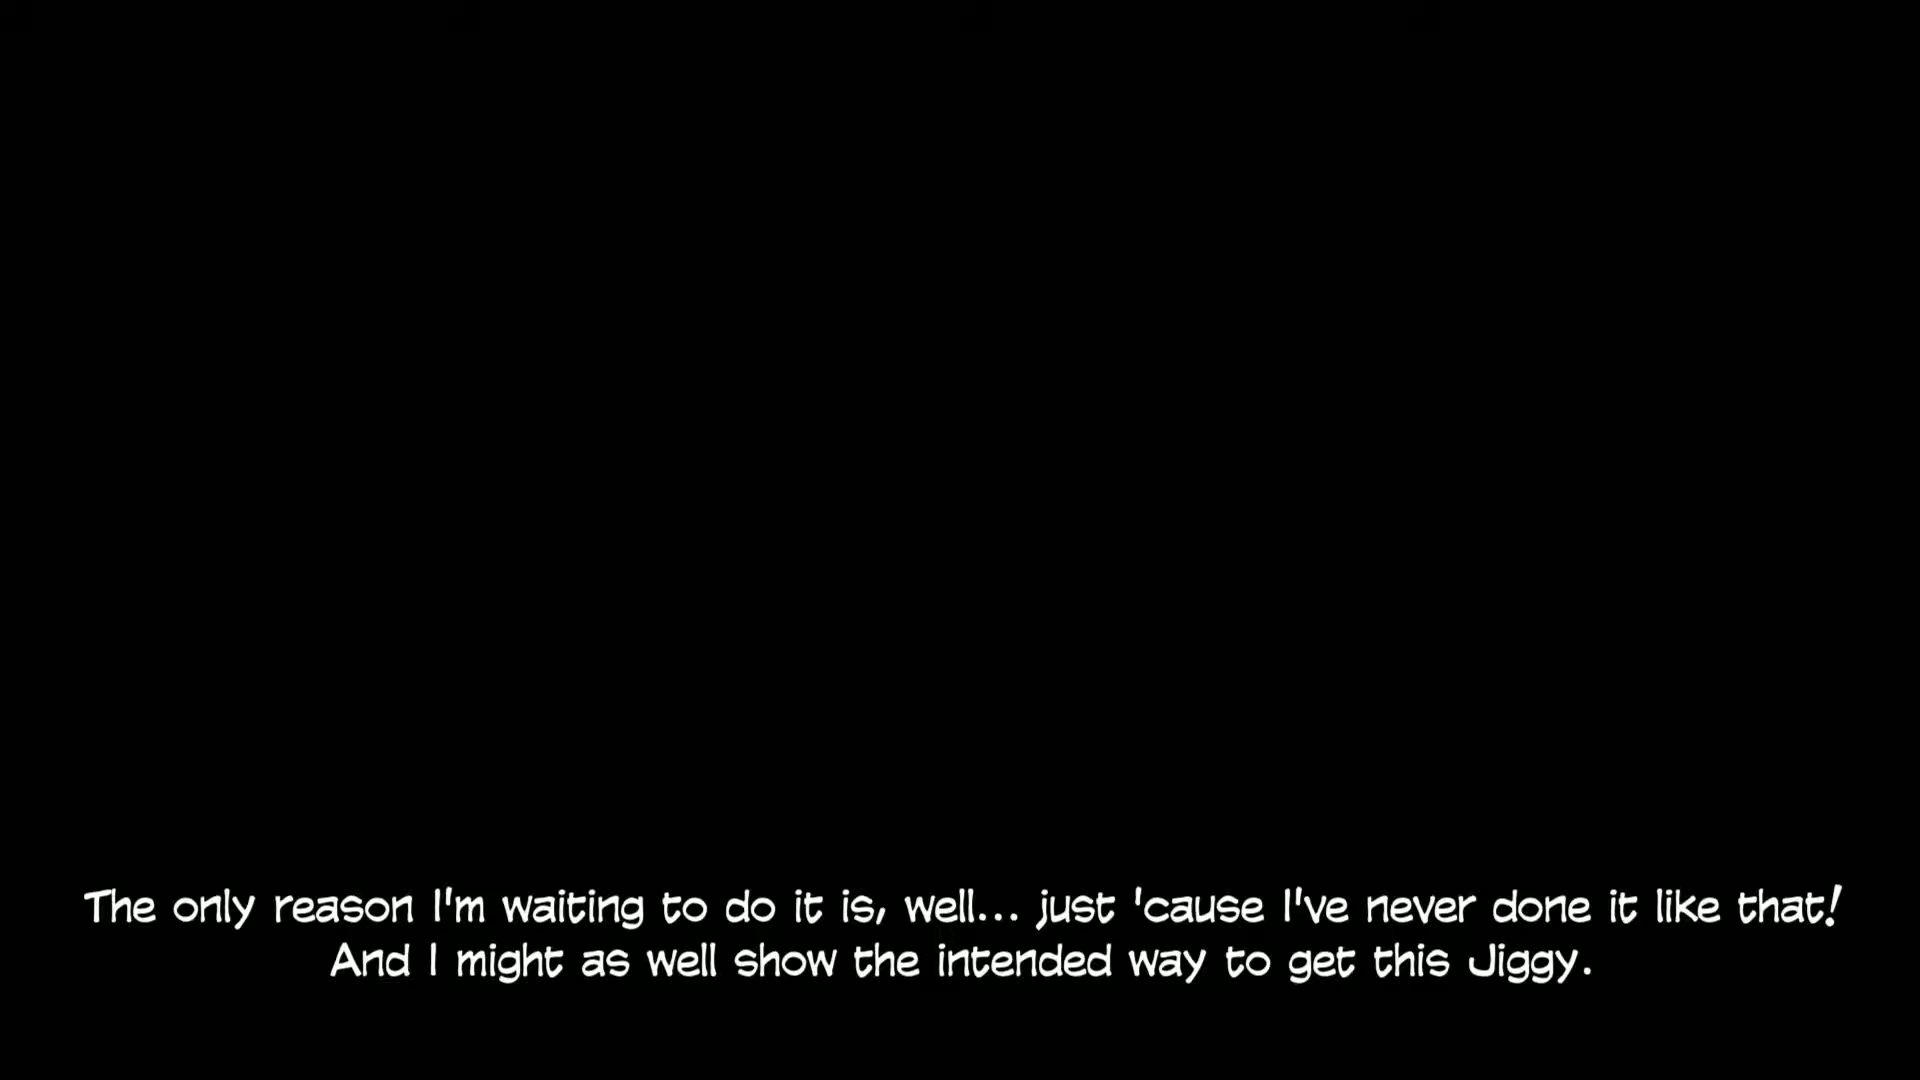 The only reason I'm waiting to do it is, well... just 'cause I've never done it like that!
And I might as well show the intended way to get this Jiggy.